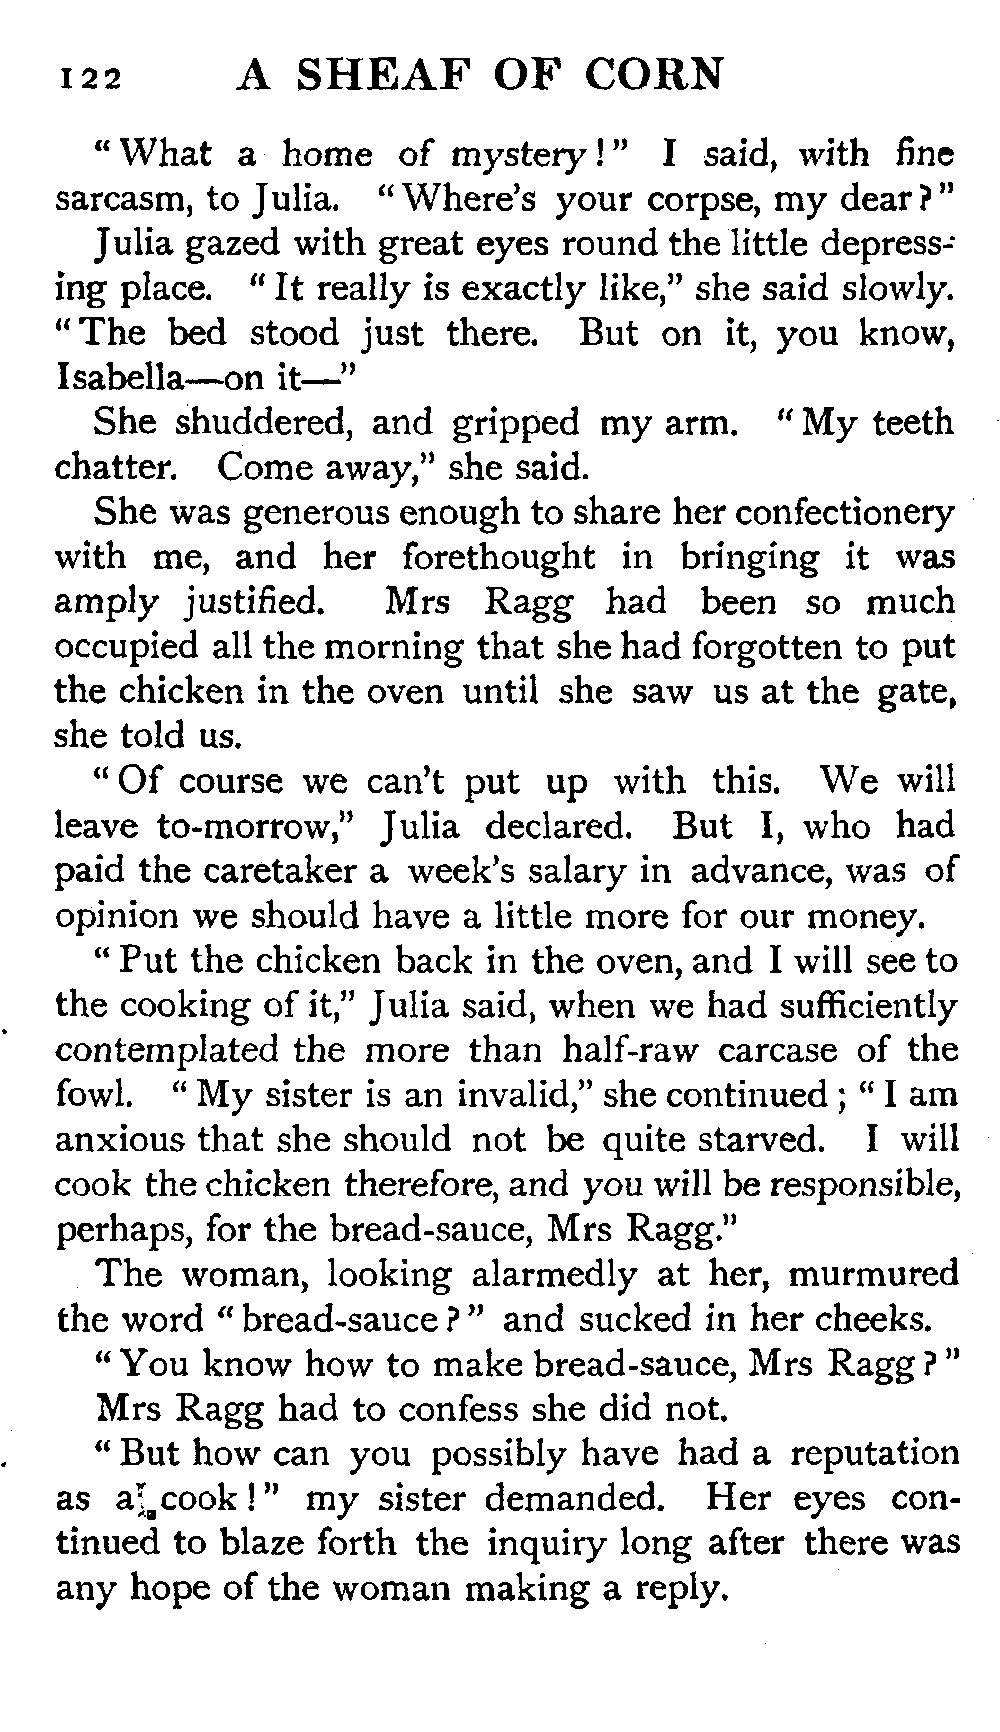 122 A SHEAF OF CORN
"What a home of mystery!" I said, with fine
sarcasm, to Julia. "Where's your corpse, my dear?"
Julia gazed with great eyes round the little depress-
ing place. "It really is exactly like," she said slowly.
"The bed stood just there. But on it, you know,
Isabella—on it—"
She shuddered, and gripped my arm. "My teeth
chatter. Come away," she said.
She was generous enough to share her confectionery
with me, and her forethought in bringing it was
amply justified. Mrs Ragg had been so much
occupied all the morning that she had forgotten to put
the chicken in the oven until she saw us at the gate,
she told us.
"Of course we can't put up with this. We will
leave to-morrow," Julia declared. But I, who had
paid the caretaker a week's salary in advance, was of
opinion we should have a little more for our money.
"Put the chicken back in the oven, and I will see to
the cooking of it," Julia said, when we had sufficiently
contemplated the more than half-raw carcase of the
fowl. "My sister is an invalid," she continued; "I am
anxious that she should not be quite starved. I will
cook the chicken therefore, and you will be responsible,
perhaps, for the bread-sauce, Mrs Ragg."
The woman, looking alarmedly at her, murmured
the word "bread-sauce?" and sucked in her cheeks.
"You know how to make bread-sauce, Mrs Ragg?"
Mrs Ragg had to confess she did not.
"But how can you possibly have had a reputation
as a cook!" my sister demanded. Her eyes con-
tinued to blaze forth the inquiry long after there was
any hope of the woman making a reply.